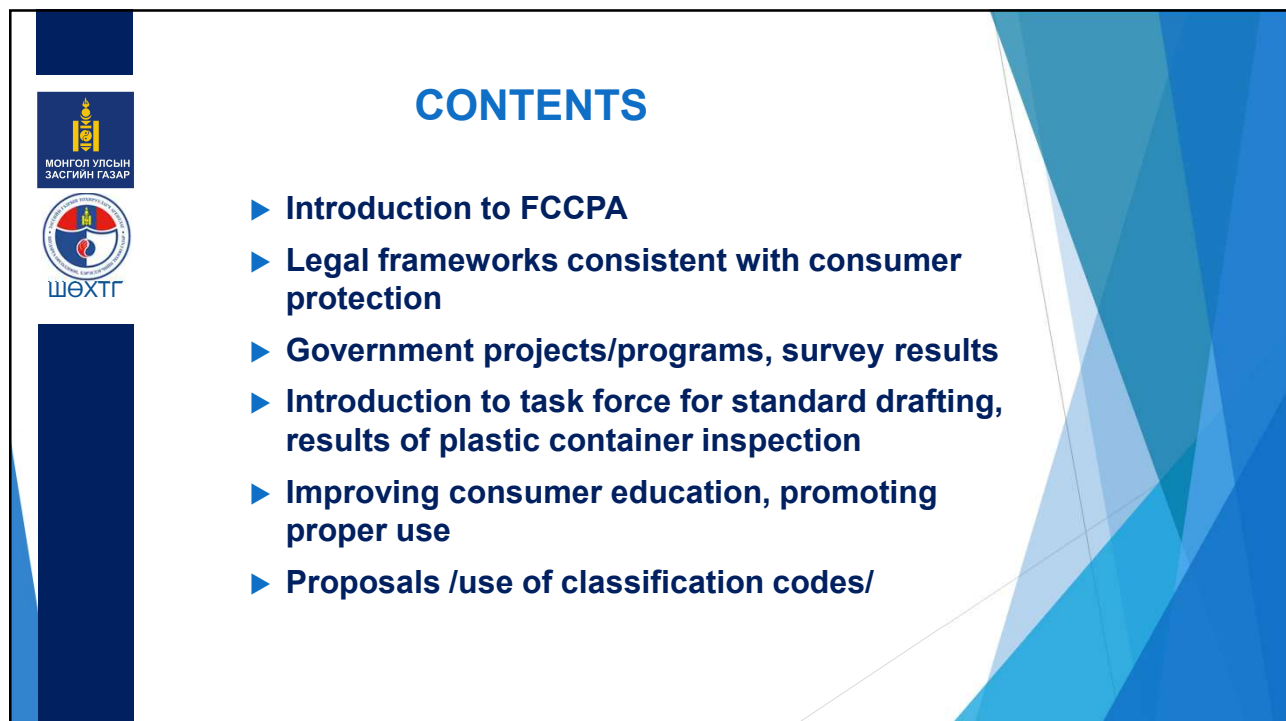 CONTENTS
МОНГОЛ УЛСЫН
ЗАСГИЙН ГАЗАР
ШӨХТГ
▶ Introduction to FCCPA
▶ Legal frameworks consistent with consumer
protection
▶ Government projects/programs, survey results
▶ Introduction to task force for standard drafting,
results of plastic container inspection
▶ Improving consumer education, promoting
proper use
▶ Proposals /use of classification codes/